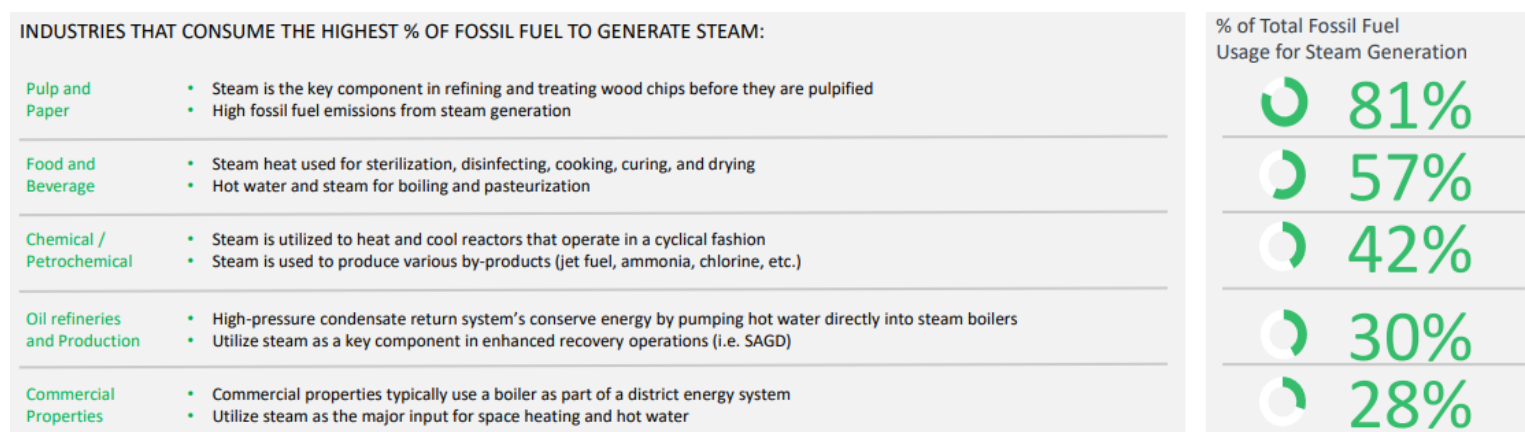 INDUSTRIES THAT CONSUME THE HIGHEST % OF FOSSIL FUEL TO GENERATE STEAM:
% of Total Fossil Fuel
Usage for Steam Generation
Pulp and
Paper
• Steam is the key component in refining and treating wood chips before they are pulpified
• High fossil fuel emissions from steam generation
81%
Food and
Beverage
• Steam heat used for sterilization, disinfecting, cooking, curing, and drying
• Hot water and steam for boiling and pasteurization
57%
Chemical /
Petrochemical
• Steam is utilized to heat and cool reactors that operate in a cyclical fashion
• Steam is used to produce various by-products (jet fuel, ammonia, chlorine, etc.)
42%
Oil refineries
and Production
• High-pressure condensate return system's conserve energy by pumping hot water directly into steam boilers
• Utilize steam as a key component in enhanced recovery operations (i.e. SAGD)
30%
Commercial
Properties
• Commercial properties typically use a boiler as part of a district energy system
• Utilize steam as the major input for space heating and hot water
28%